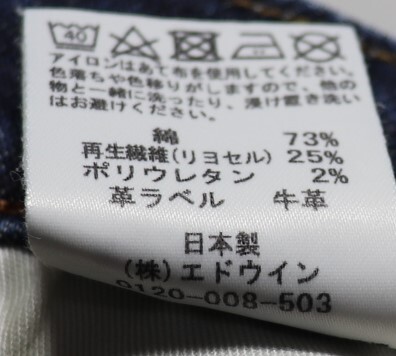 40
アイロンはあて布を使用してください。
色落ちや色移りがしますので、他の
物と一緒に洗ったり、浸け置き洗い
はお避けください。
綿 73%
再生繊維(リヨセル) 25%
ポリウレタン 2%
革ラベル 牛革
日本製
(株)エドウイン
0120-008-503